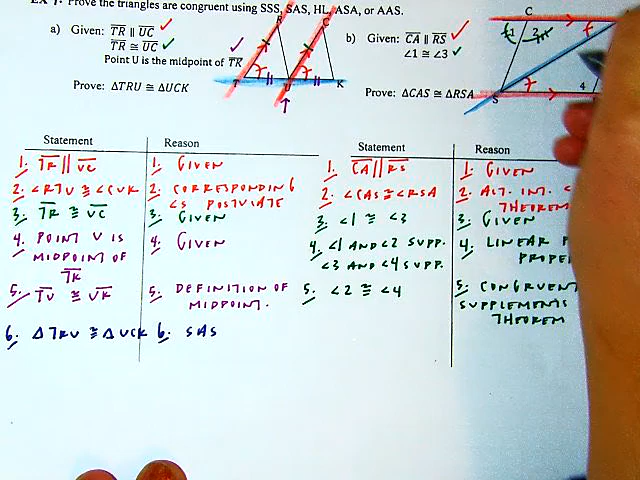 EX 7: Prove the triangles are congruent using SSS, SAS, HL, ASA, or AAS.
a) Given: TR ∥ UC ✓
TR ≅ UC ✓
Point U is the midpoint of TK ✓
Prove: ΔTRU ≅ ΔUCK
R C
T U K
b) Given: CA ∥ RS ✓
∠1 ≅ ∠3 ✓
Prove: ΔCAS ≅ ΔRSA
C
1 2
4
S
Statement Reason
1. TR ∥ UC 1. GIVEN
2. ∠RTU ≅ ∠CUK 2. CORRESPONDING ∠S POSTULATE
3. TR ≅ UC 3. GIVEN
4. POINT U IS 4. GIVEN
MIDPOINT OF
TK
5. TU ≅ UK 5. DEFINITION OF
MIDPOINT.
6. ΔTRU ≅ ΔUCK 6. SAS
Statement Reason
1. CA ∥ RS 1. GIVEN
2. ∠CAS ≅ ∠RSA 2. ALT. INT. ∠
THEOREM
3. ∠1 ≅ ∠3 3. GIVEN
4. ∠1 AND ∠2 SUPP. 4. LINEAR
∠3 AND ∠4 SUPP.
5. ∠2 ≅ ∠4 5. CONGRUENT
SUPPLEMENTS
THEOREM